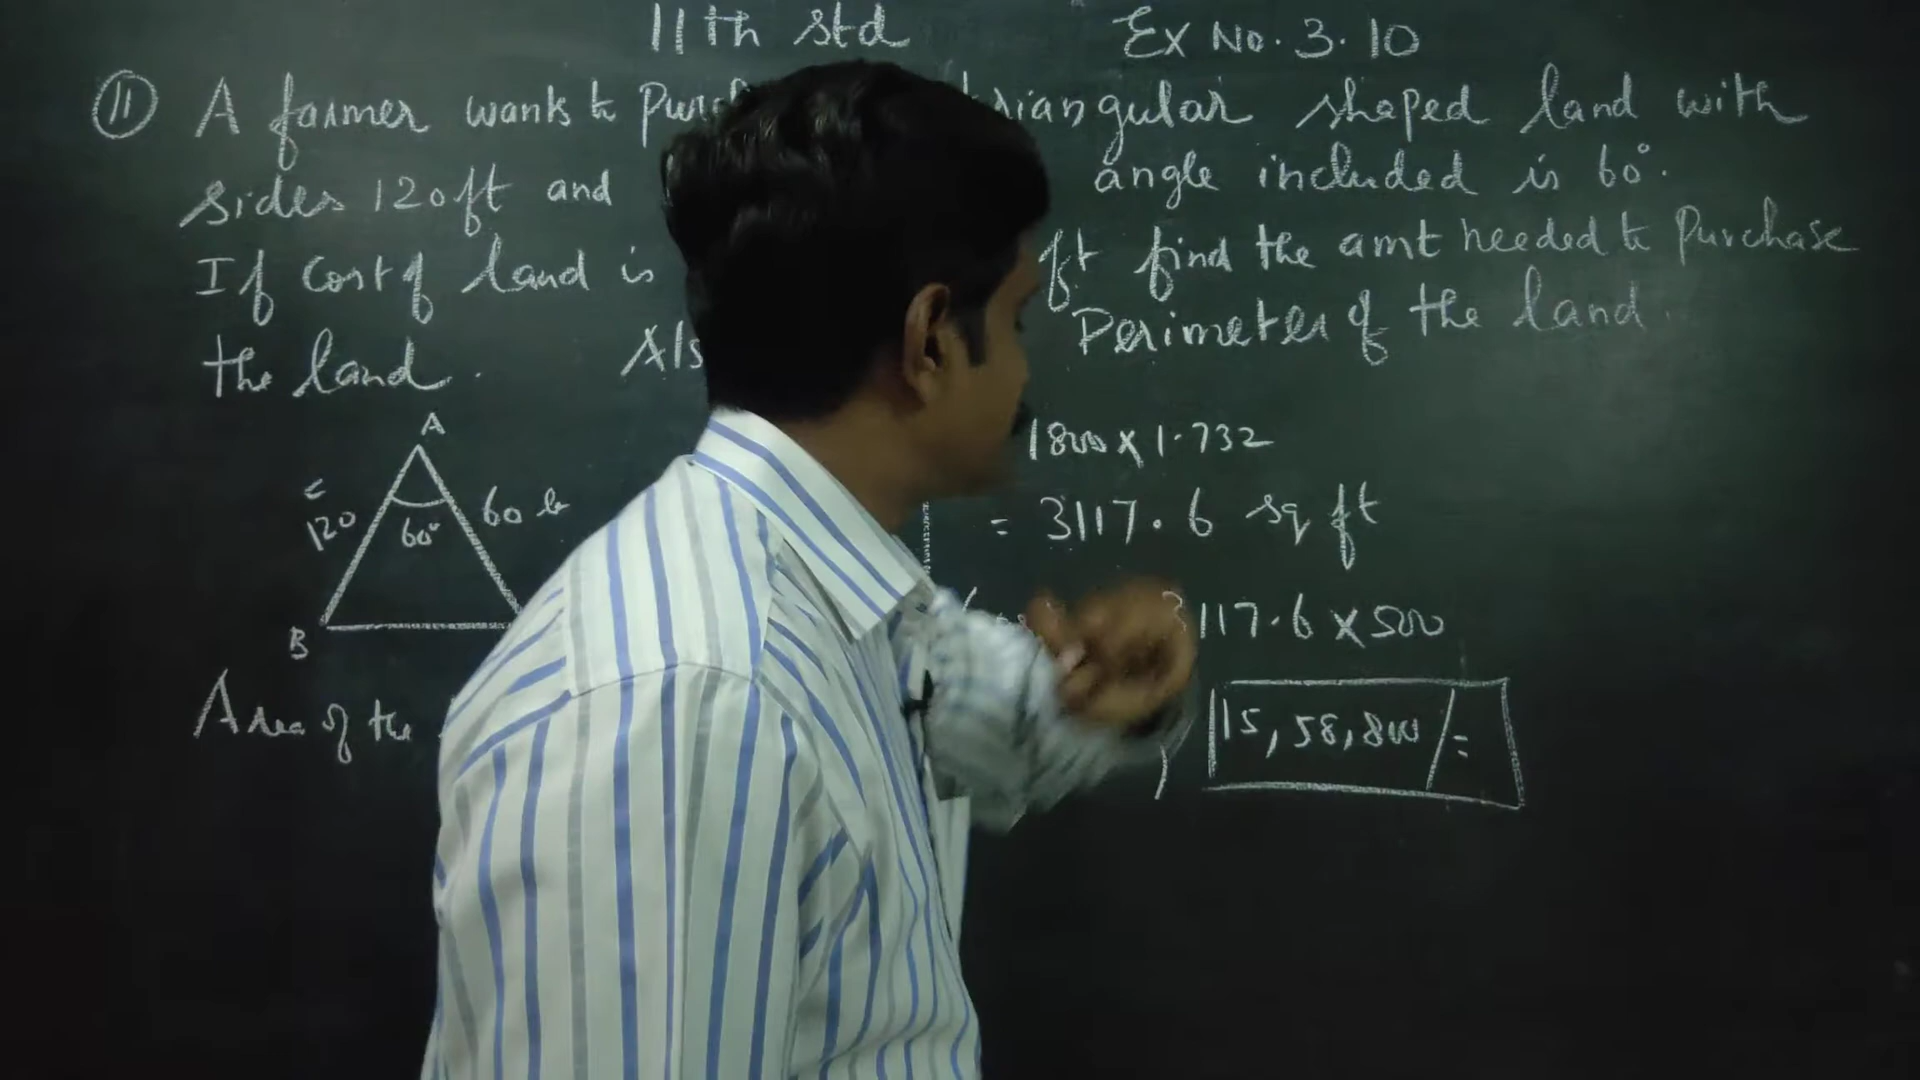 11th std Ex No. 3.10
⑪ A farmer wants to triangular shaped land with
sides 120ft and angle included is 60°.
If cost of land is ft find the amt needed to purchase
the land. Perimeter of the land.
A
c
120
60°
60 b
B
Area of the
1800 x 1.732
= 3117.6 sq ft
3117.6 x 500
15,58,800/=